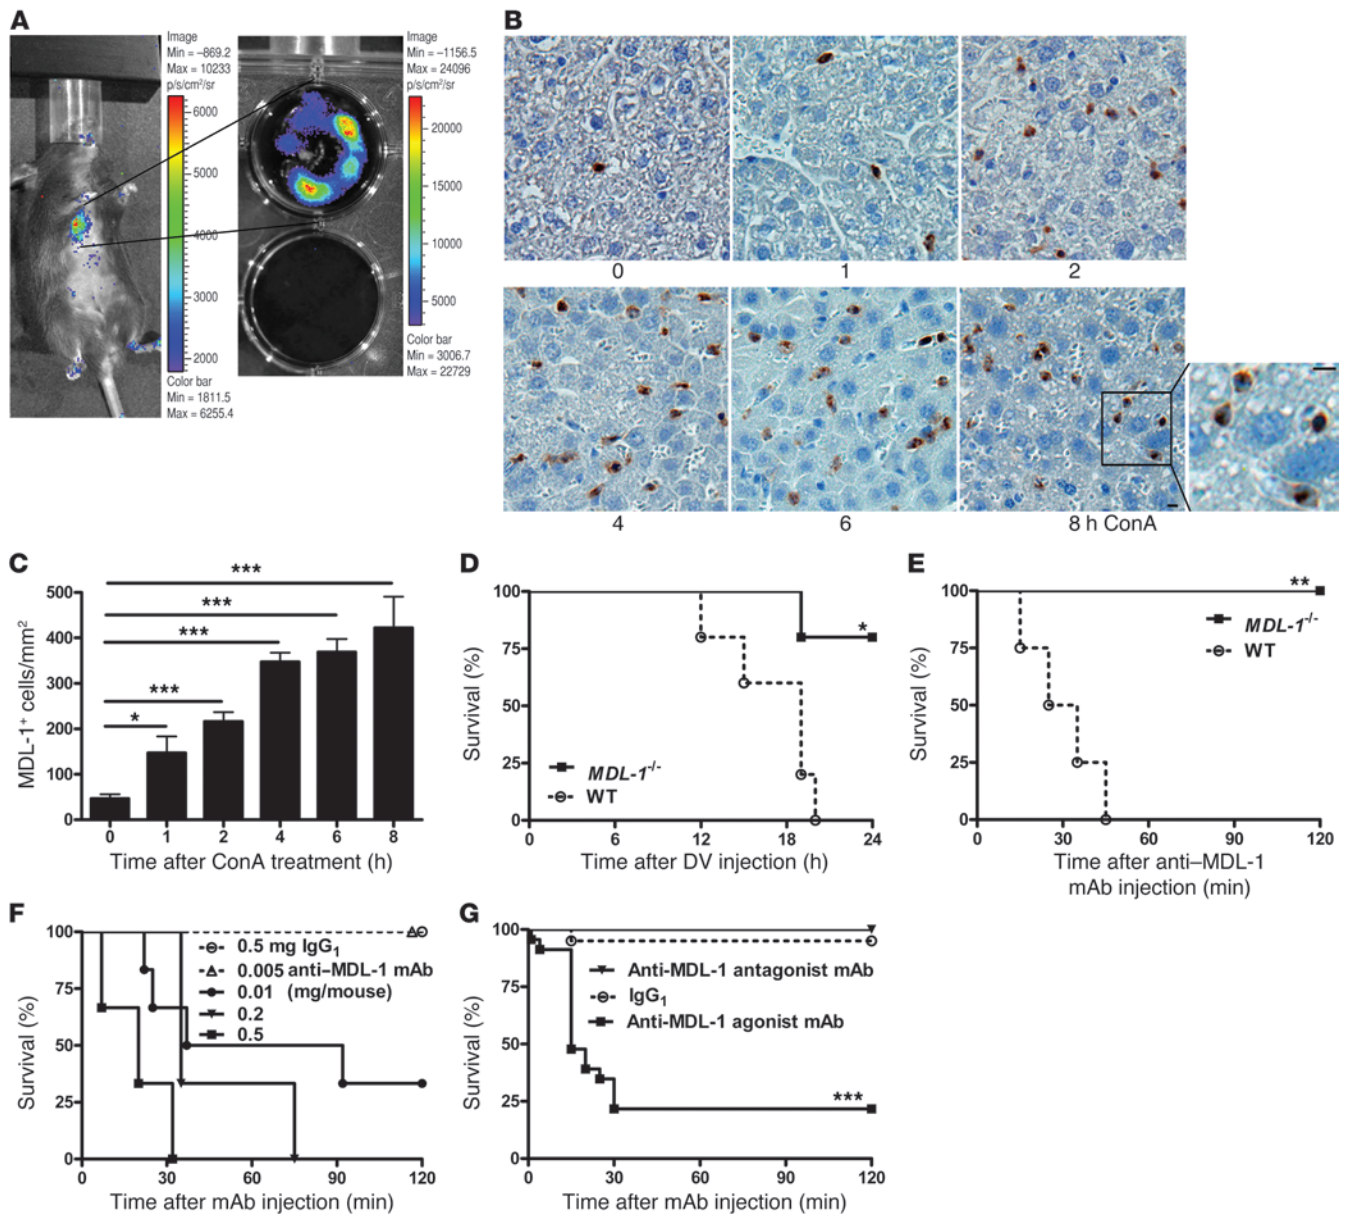 A
Image
Min = –869.2
Max = 10233
p/s/cm²/sr
6000
5000
4000
3000
2000
Color bar
Min = 1811.5
Max = 6255.4
Image
Min = –1156.5
Max = 24096
p/s/cm²/sr
20000
15000
10000
5000
Color bar
Min = 3006.7
Max = 22729
B
0
1
2
4
6
8 h ConA
C
MDL-1⁺ cells/mm²
500
400
300
200
100
0
***
***
***
***
*
0 1 2 4 6 8
Time after ConA treatment (h)
D
Survival (%)
100
75
50
25
0
*
MDL-1⁻/⁻
WT
0 6 12 18 24
Time after DV injection (h)
E
Survival (%)
100
75
50
25
0
**
MDL-1⁻/⁻
WT
0 30 60 90 120
Time after anti–MDL-1
mAb injection (min)
F
Survival (%)
100
75
50
25
0
0.5 mg IgG₁
0.005 anti–MDL-1 mAb
0.01 (mg/mouse)
0.2
0.5
0 30 60 90 120
Time after mAb injection (min)
G
Survival (%)
100
75
50
25
0
Anti-MDL-1 antagonist mAb
IgG₁
Anti-MDL-1 agonist mAb
***
0 30 60 90 120
Time after mAb injection (min)